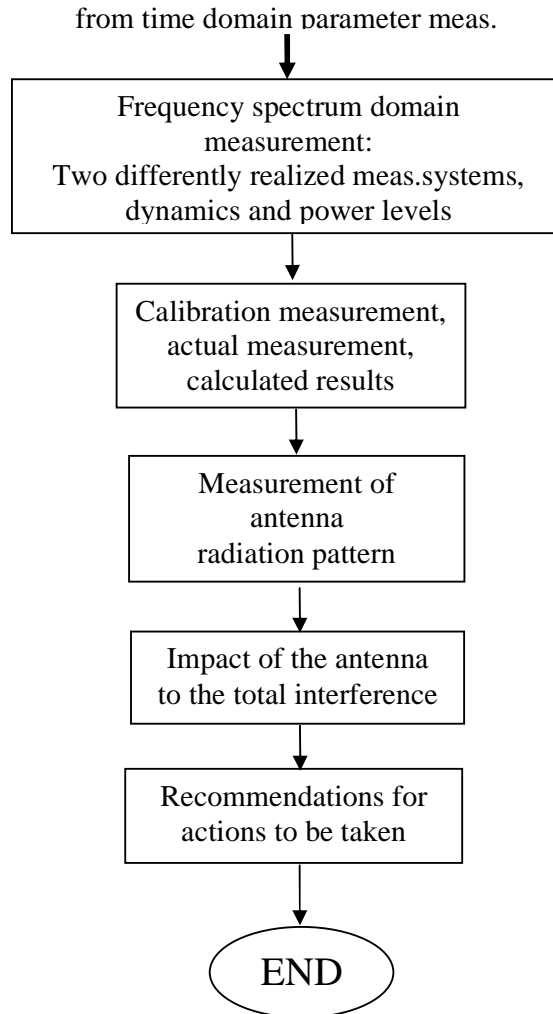 from time domain parameter meas.
Frequency spectrum domain
measurement:
Two differently realized meas.systems,
dynamics and power levels
Calibration measurement,
actual measurement,
calculated results
Measurement of
antenna
radiation pattern
Impact of the antenna
to the total interference
Recommendations for
actions to be taken
END